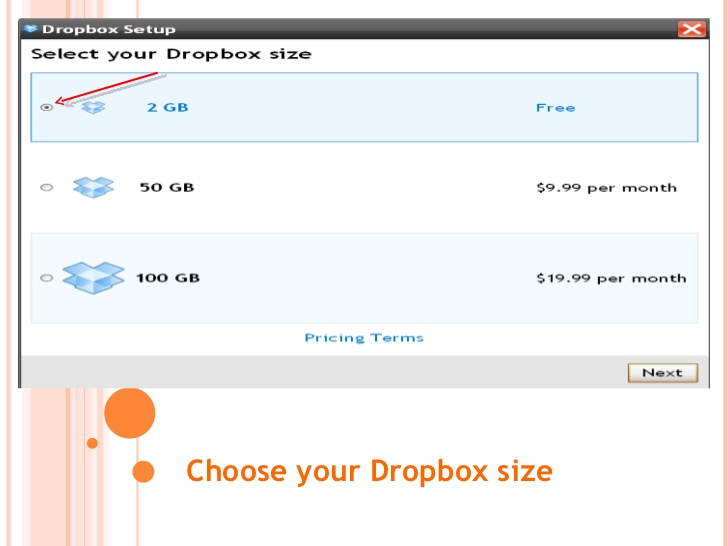 Dropbox Setup
Select your Dropbox size
2 GB Free
50 GB $9.99 per month
100 GB $19.99 per month
Pricing Terms
Next
Choose your Dropbox size